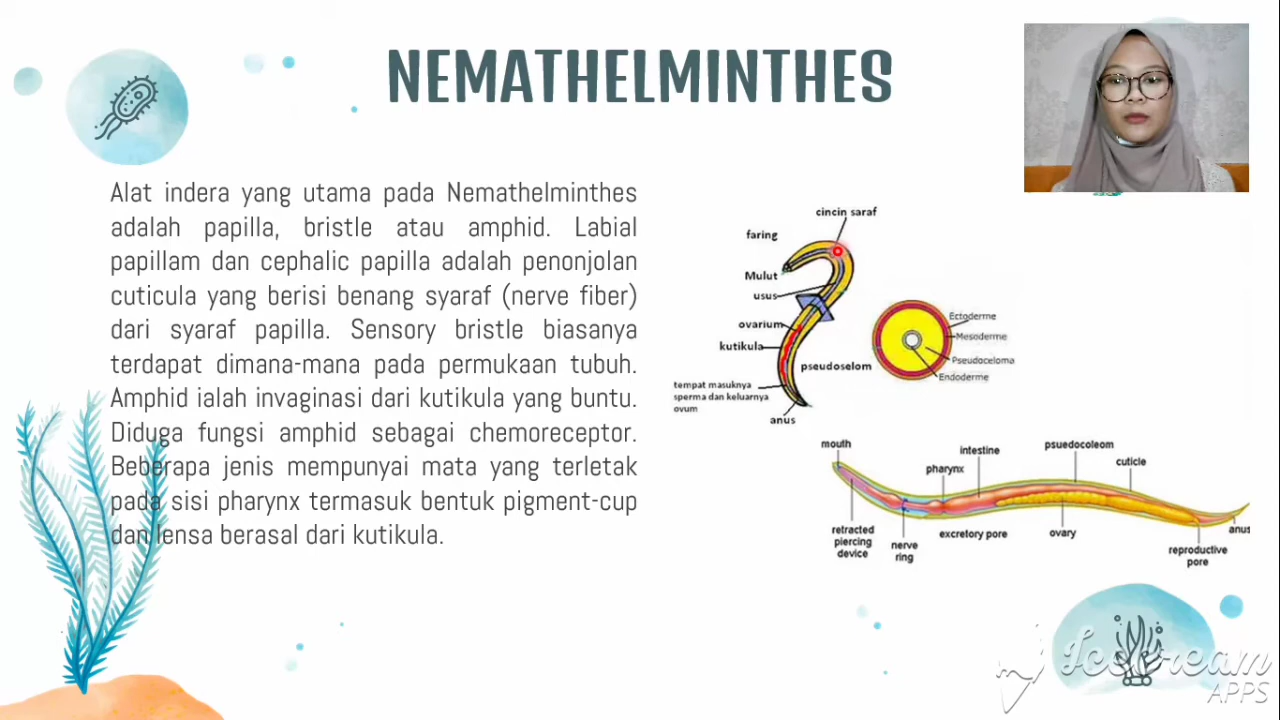 NEMATHELMINTHES
Alat indera yang utama pada Nemathelminthes
adalah papilla, bristle atau amphid. Labial
papillam dan cephalic papilla adalah penonjolan
cuticula yang berisi benang syaraf (nerve fiber)
dari syaraf papilla. Sensory bristle biasanya
terdapat dimana-mana pada permukaan tubuh.
Amphid ialah invaginasi dari kutikula yang buntu.
Diduga fungsi amphid sebagai chemoreceptor.
Beberapa jenis mempunyai mata yang terletak
pada sisi pharynx termasuk bentuk pigment-cup
dan lensa berasal dari kutikula.
cincin saraf
faring
Mulut
usus
ovarium
kutikula
pseudoselom
tempat masuknya
sperma dan keluarnya
ovum
anus
Ectoderme
Mesoderme
Pseudoceloma
Endoderme
mouth
pharynx
intestine
psuedocoleom
cuticle
retracted
piercing
device
nerve
ring
excretory pore
ovary
reproductive
pore
anus
Icecream
APPS